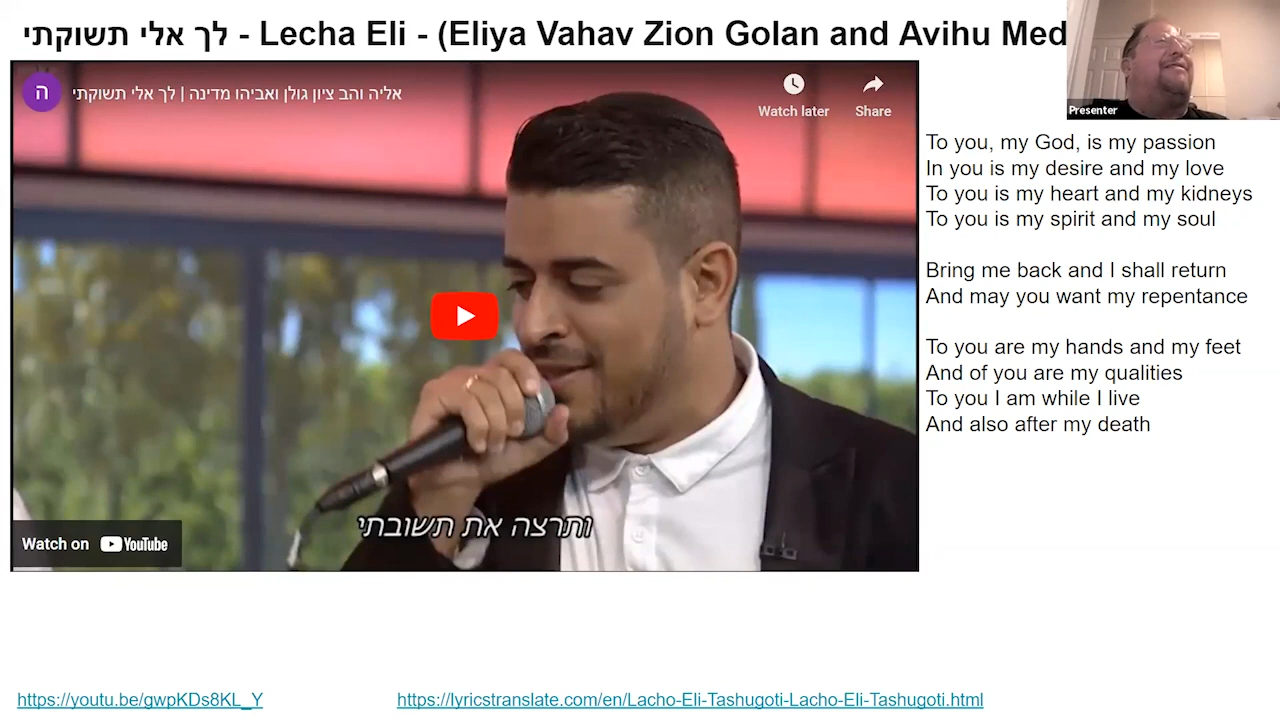 לך אלי תשוקתי - Lecha Eli - (Eliya Vahav Zion Golan and Avihu Med
ה
אליה והב ציון גולן ואביהו מדינה | לך אלי תשוקתי
Watch later
Share
Presenter
To you, my God, is my passion
In you is my desire and my love
To you is my heart and my kidneys
To you is my spirit and my soul
Bring me back and I shall return
And may you want my repentance
To you are my hands and my feet
And of you are my qualities
To you I am while I live
And also after my death
ותרצה את תשובתי
Watch on YouTube
https://youtu.be/gwpKDs8KL_Y
https://lyricstranslate.com/en/Lacho-Eli-Tashugoti-Lacho-Eli-Tashugoti.html